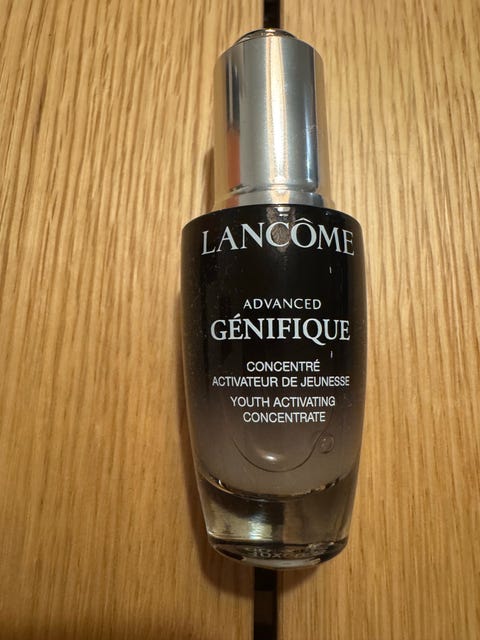 LANCÔME
ADVANCED
GÉNIFIQUE
CONCENTRÉ
ACTIVATEUR DE JEUNESSE
YOUTH ACTIVATING
CONCENTRATE